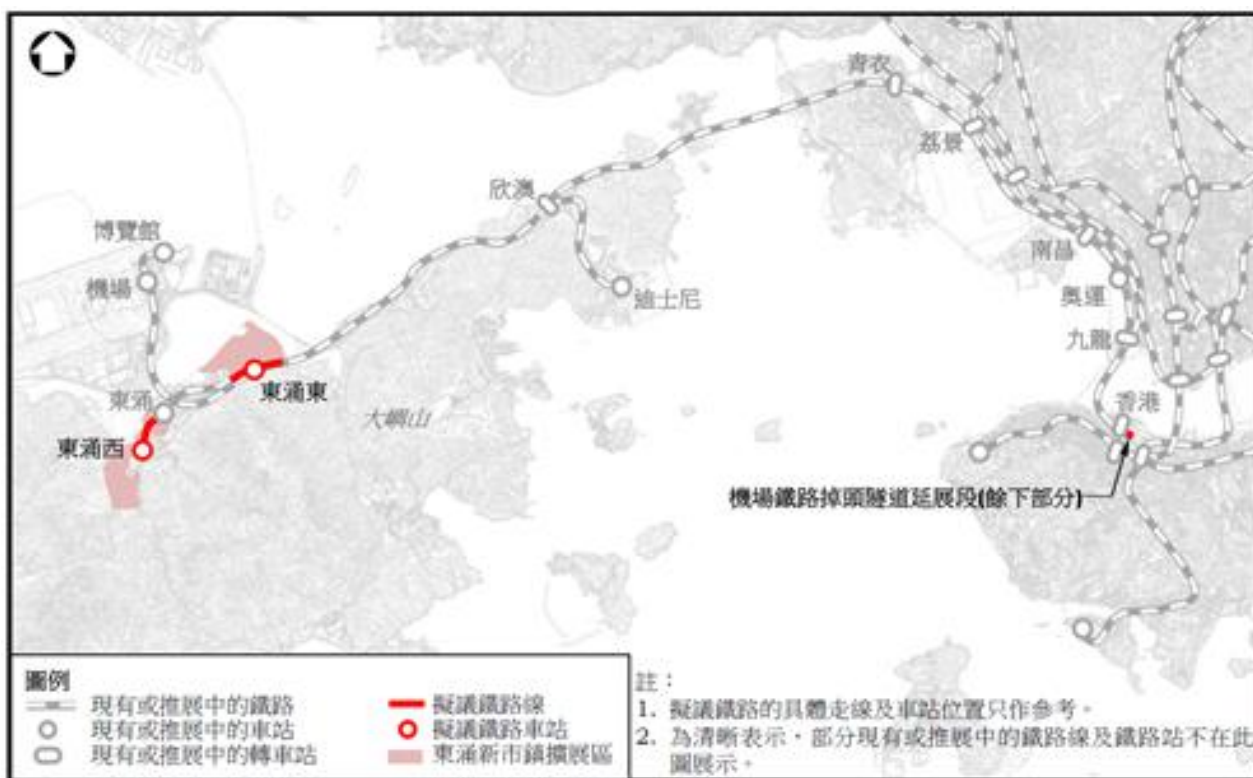 青衣
荔景
欣澳
博覽館
南昌
機場
迪士尼
奧運
九龍
東涌東
東涌
大嶼山
香港
東涌西
機場鐵路掉頭隧道延展段(餘下部分)
圖例
現有或推展中的鐵路
現有或推展中的車站
現有或推展中的轉車站
擬議鐵路線
擬議鐵路車站
東涌新市鎮擴展區
註：
1. 擬議鐵路的具體走線及車站位置只作參考。
2. 為清晰表示，部分現有或推展中的鐵路線及鐵路站不在此
圖展示。